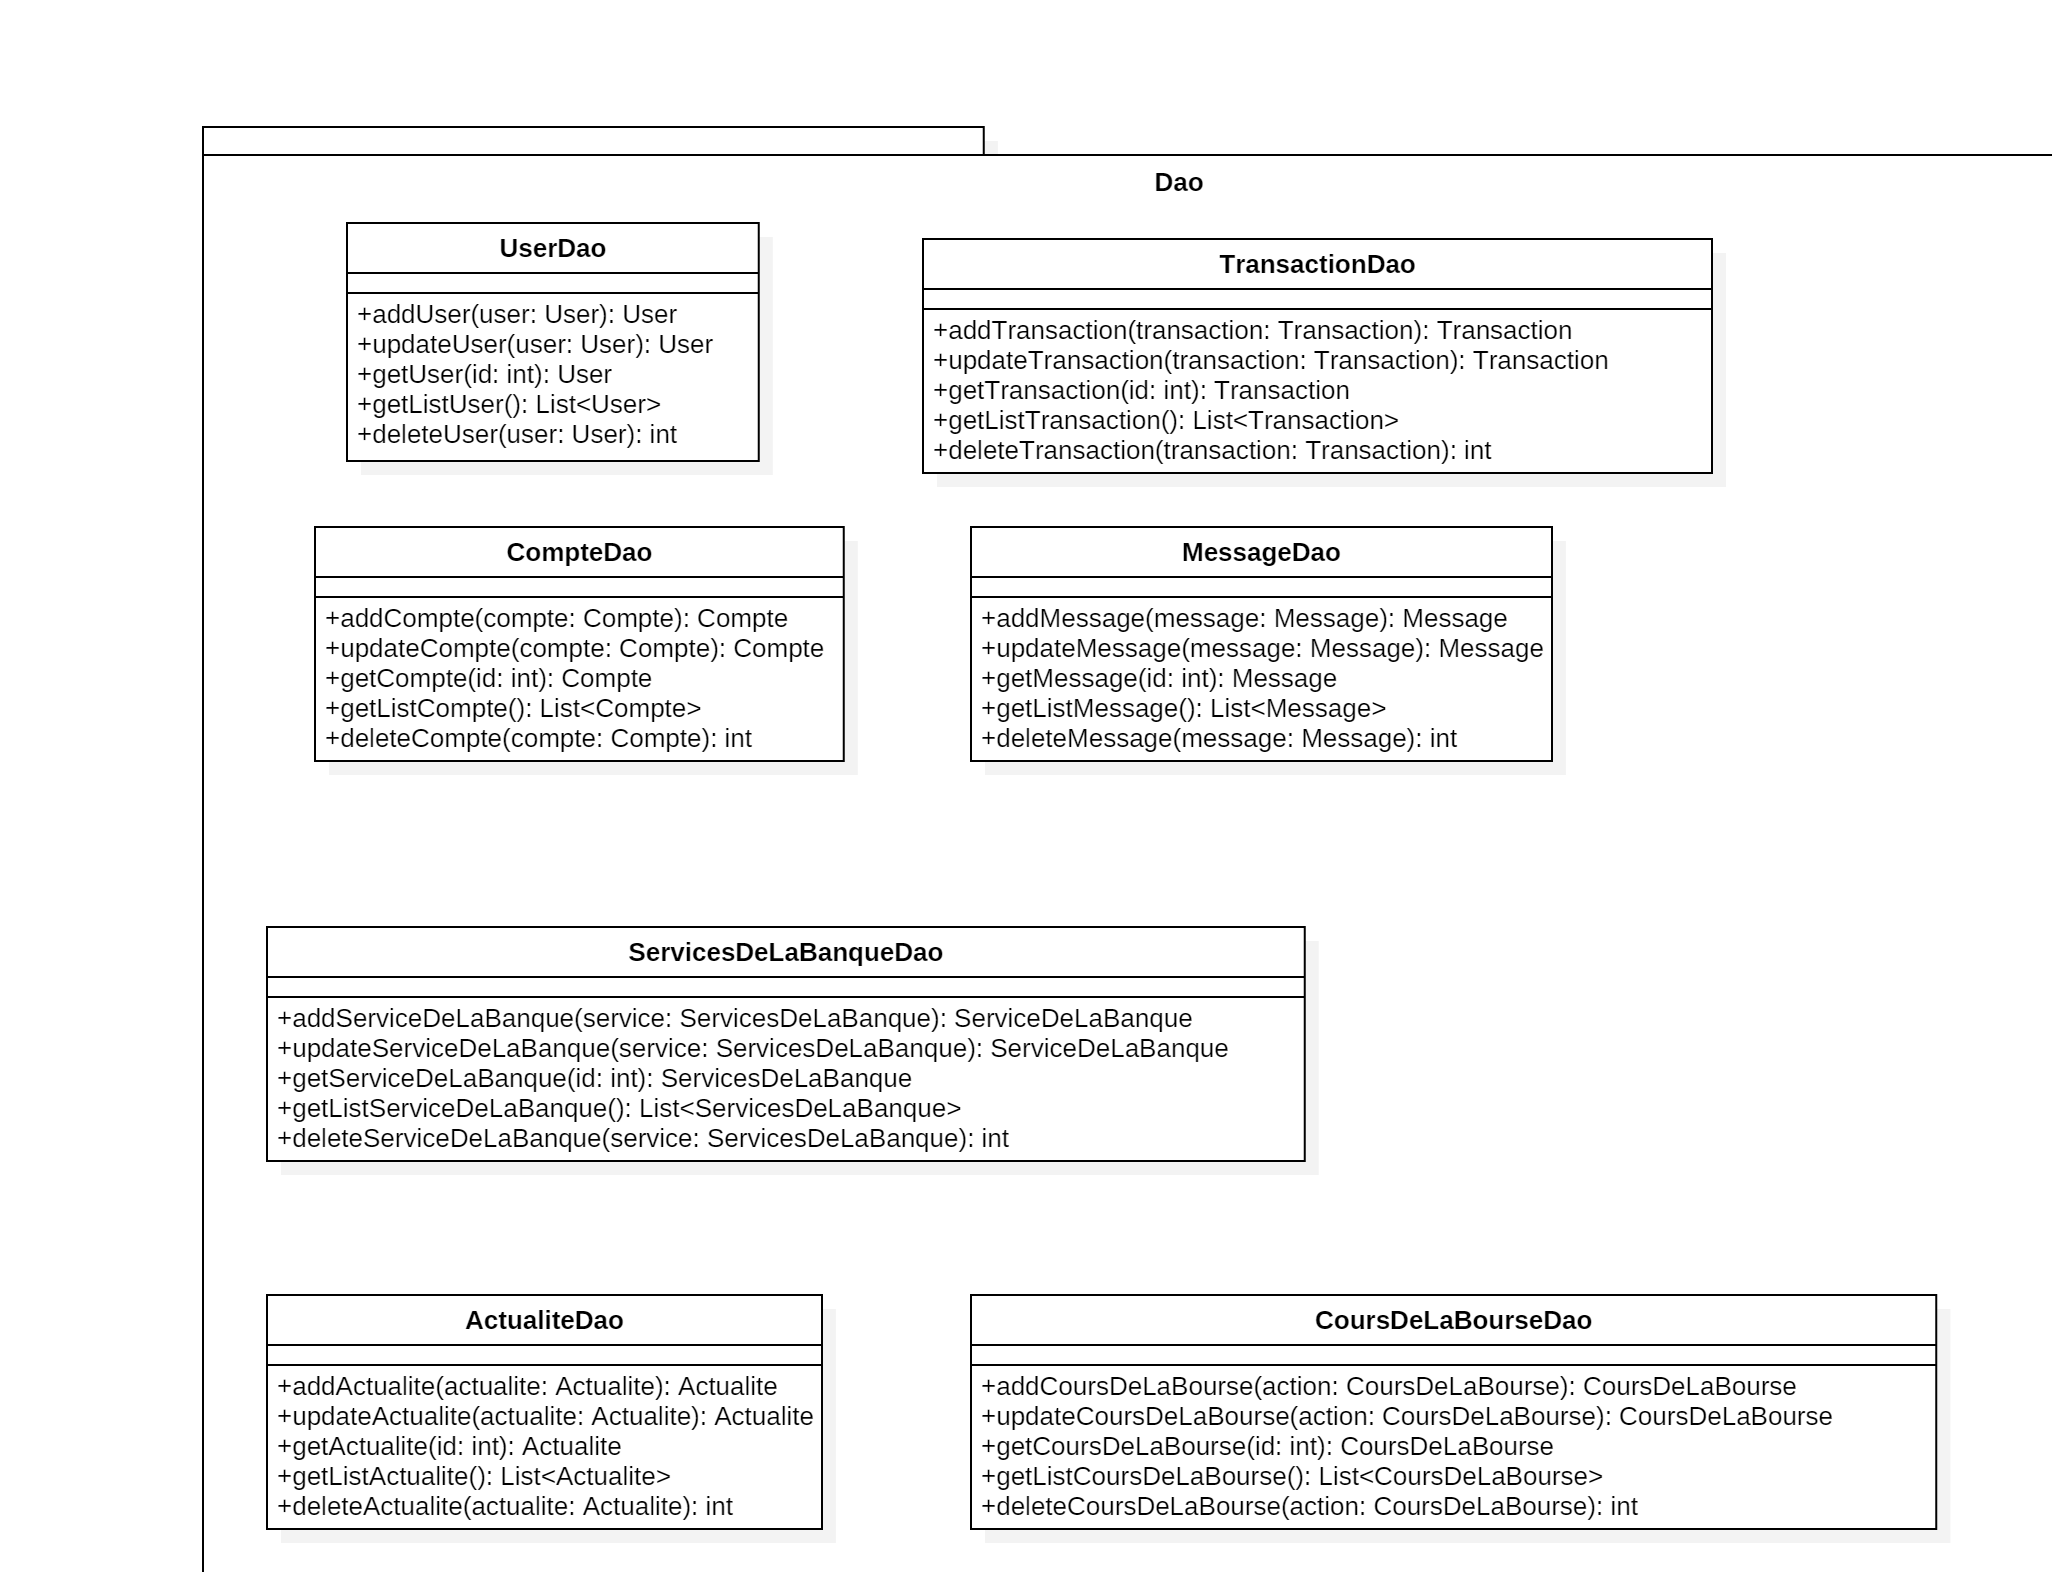 Dao
UserDao
+addUser(user: User): User
+updateUser(user: User): User
+getUser(id: int): User
+getListUser(): List<User>
+deleteUser(user: User): int
TransactionDao
+addTransaction(transaction: Transaction): Transaction
+updateTransaction(transaction: Transaction): Transaction
+getTransaction(id: int): Transaction
+getListTransaction(): List<Transaction>
+deleteTransaction(transaction: Transaction): int
CompteDao
+addCompte(compte: Compte): Compte
+updateCompte(compte: Compte): Compte
+getCompte(id: int): Compte
+getListCompte(): List<Compte>
+deleteCompte(compte: Compte): int
MessageDao
+addMessage(message: Message): Message
+updateMessage(message: Message): Message
+getMessage(id: int): Message
+getListMessage(): List<Message>
+deleteMessage(message: Message): int
ServicesDeLaBanqueDao
+addServiceDeLaBanque(service: ServicesDeLaBanque): ServiceDeLaBanque
+updateServiceDeLaBanque(service: ServicesDeLaBanque): ServiceDeLaBanque
+getServiceDeLaBanque(id: int): ServicesDeLaBanque
+getListServiceDeLaBanque(): List<ServicesDeLaBanque>
+deleteServiceDeLaBanque(service: ServicesDeLaBanque): int
ActualiteDao
+addActualite(actualite: Actualite): Actualite
+updateActualite(actualite: Actualite): Actualite
+getActualite(id: int): Actualite
+getListActualite(): List<Actualite>
+deleteActualite(actualite: Actualite): int
CoursDeLaBourseDao
+addCoursDeLaBourse(action: CoursDeLaBourse): CoursDeLaBourse
+updateCoursDeLaBourse(action: CoursDeLaBourse): CoursDeLaBourse
+getCoursDeLaBourse(id: int): CoursDeLaBourse
+getListCoursDeLaBourse(): List<CoursDeLaBourse>
+deleteCoursDeLaBourse(action: CoursDeLaBourse): int